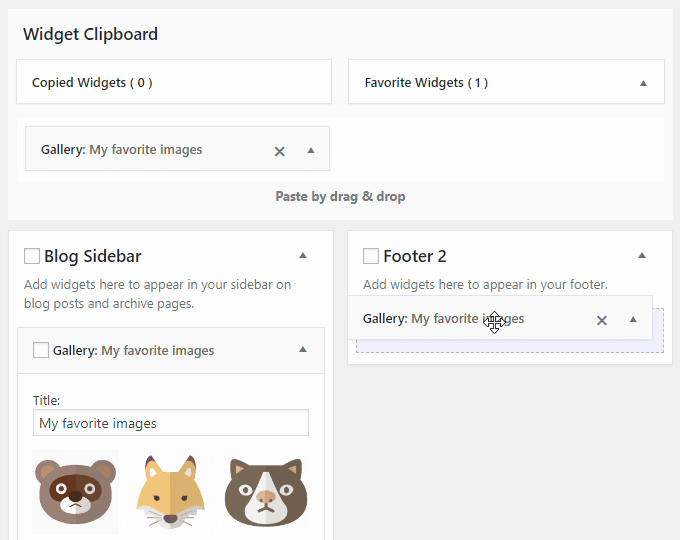 Widget Clipboard
Copied Widgets ( 0 )
Favorite Widgets ( 1 )
Gallery: My favorite images
Paste by drag & drop
Blog Sidebar
Add widgets here to appear in your sidebar on
blog posts and archive pages.
Gallery: My favorite images
Title:
My favorite images
Footer 2
Add widgets here to appear in your footer.
Gallery: My favorite images